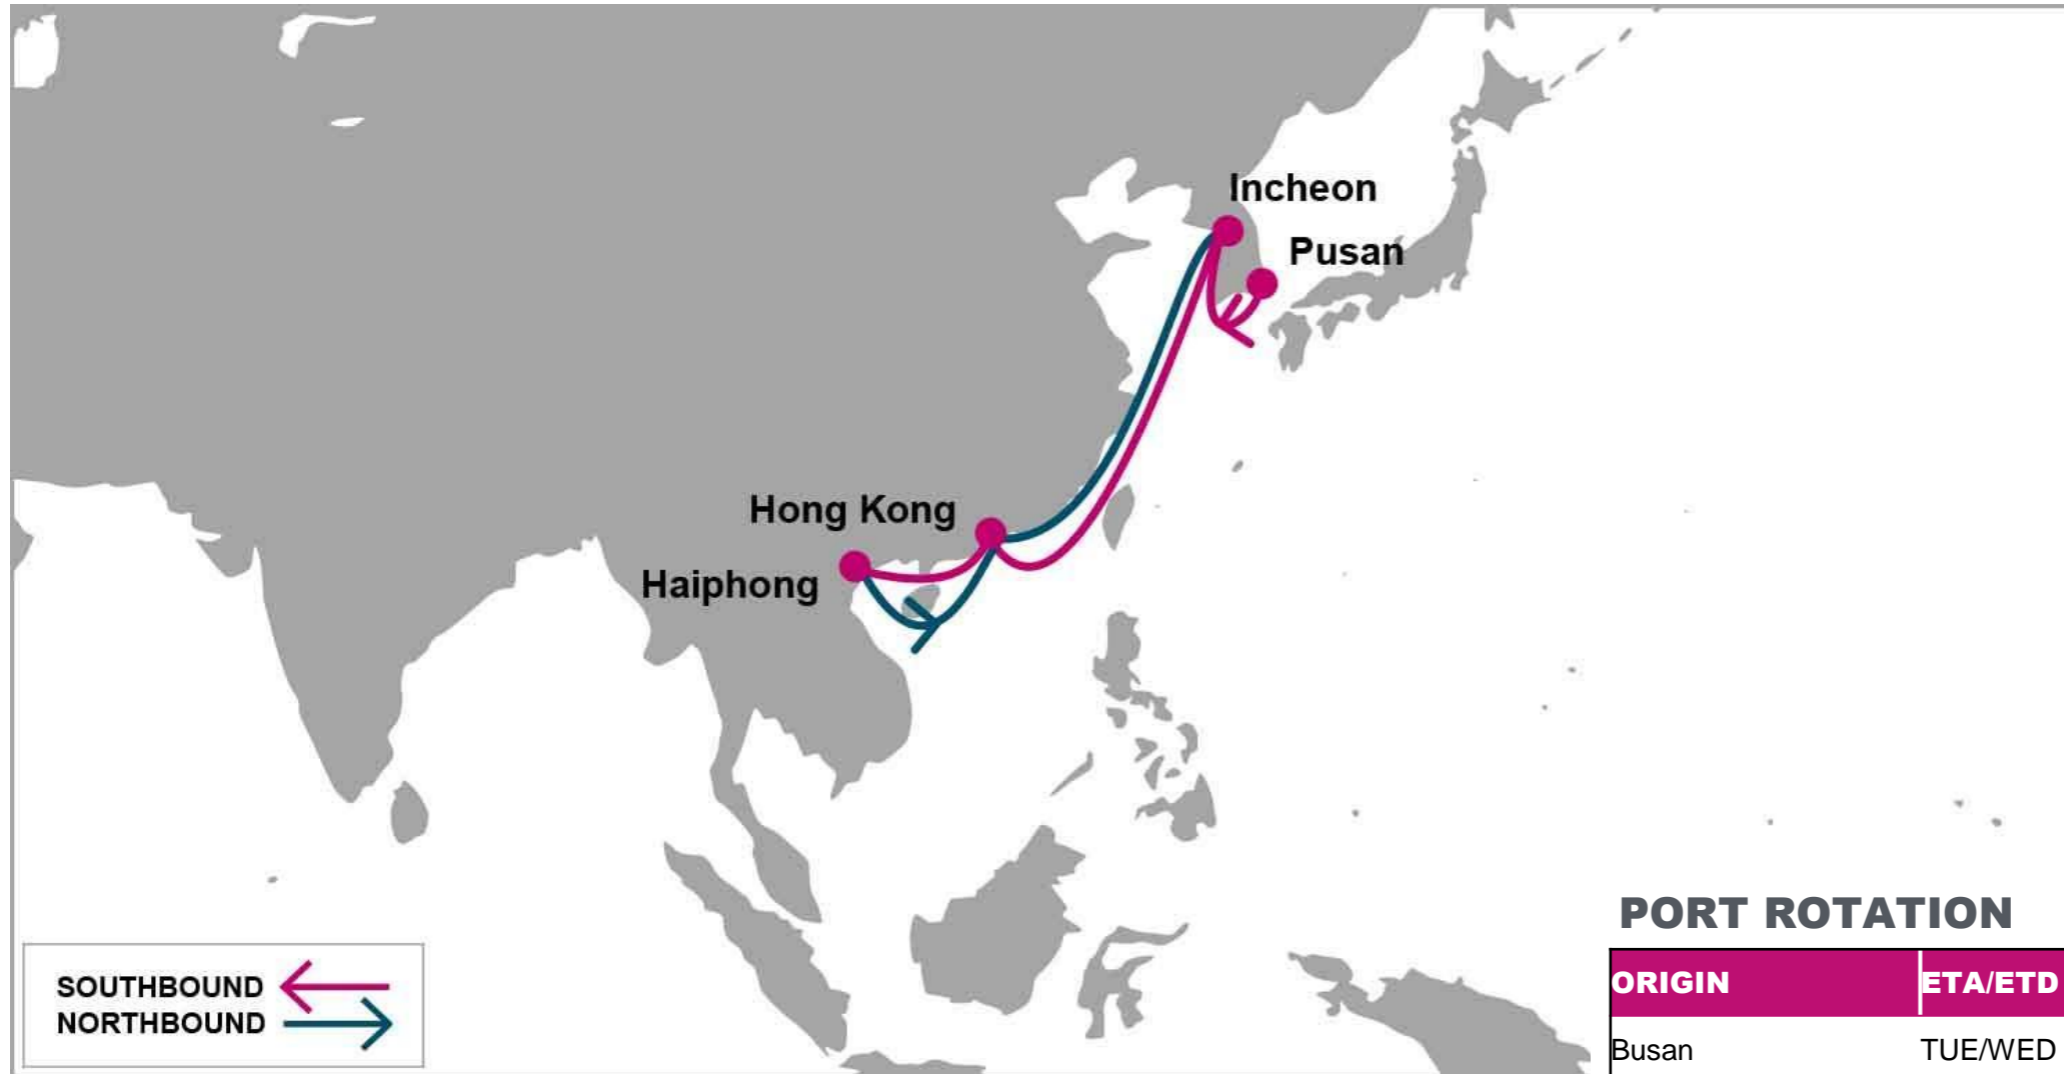 Incheon
Pusan
Hong Kong
Haiphong
SOUTHBOUND
NORTHBOUND
PORT ROTATION
ORIGIN ETA/ETD
Busan TUE/WED